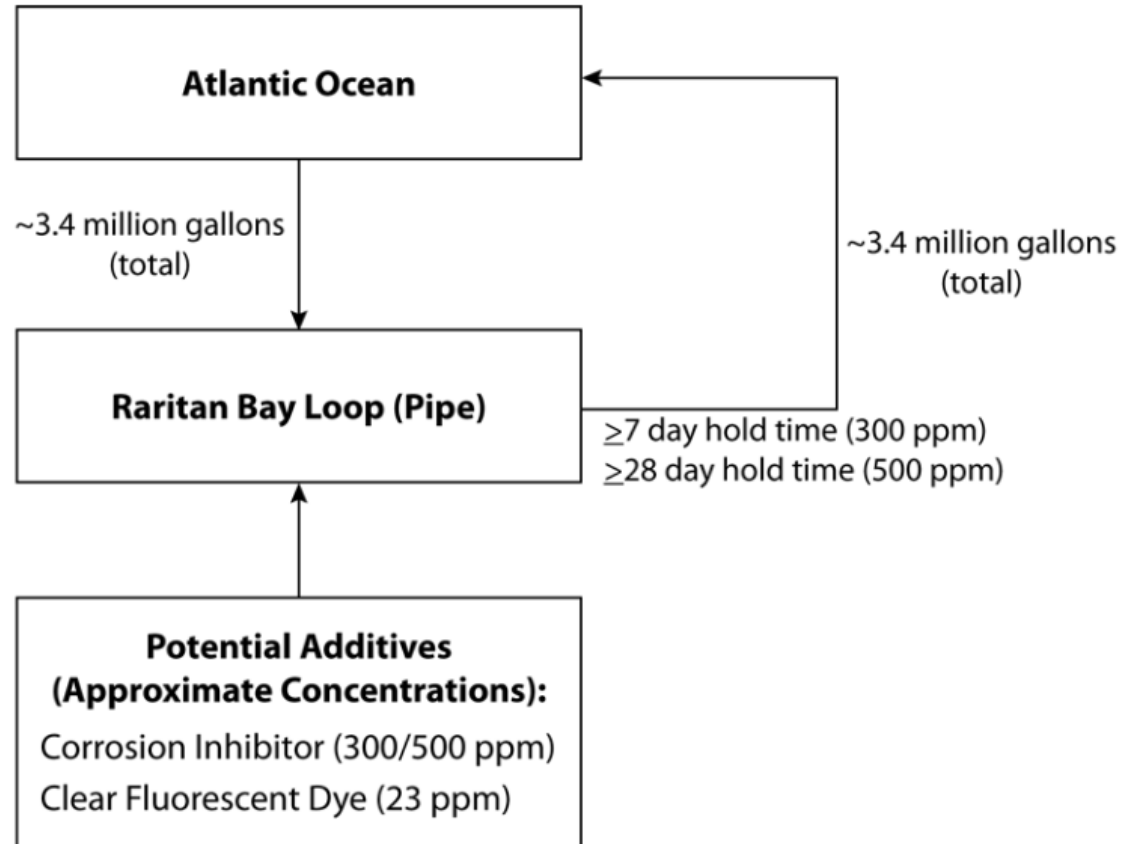 Atlantic Ocean
~3.4 million gallons
(total)
~3.4 million gallons
(total)
Raritan Bay Loop (Pipe)
≥7 day hold time (300 ppm)
≥28 day hold time (500 ppm)
Potential Additives
(Approximate Concentrations):
Corrosion Inhibitor (300/500 ppm)
Clear Fluorescent Dye (23 ppm)